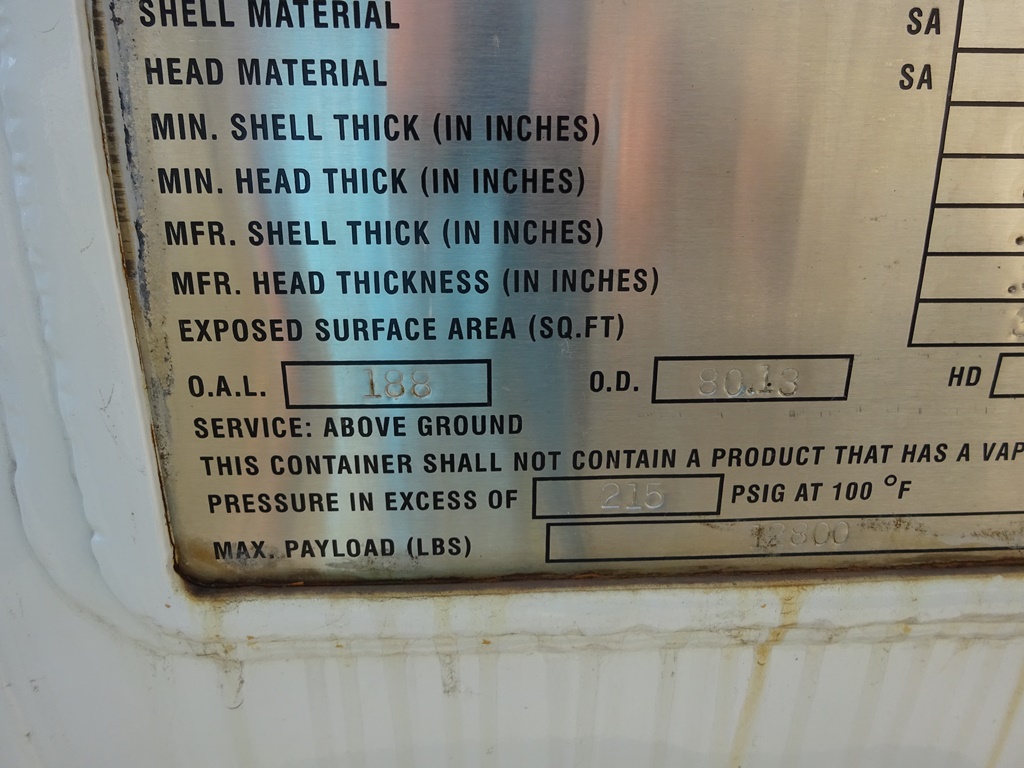 SHELL MATERIAL SA
HEAD MATERIAL SA
MIN. SHELL THICK (IN INCHES)
MIN. HEAD THICK (IN INCHES)
MFR. SHELL THICK (IN INCHES)
MFR. HEAD THICKNESS (IN INCHES)
EXPOSED SURFACE AREA (SQ.FT)
O.A.L. 188 O.D. 80.13 HD
SERVICE: ABOVE GROUND
THIS CONTAINER SHALL NOT CONTAIN A PRODUCT THAT HAS A VAP
PRESSURE IN EXCESS OF 215 PSIG AT 100 °F
MAX. PAYLOAD (LBS)